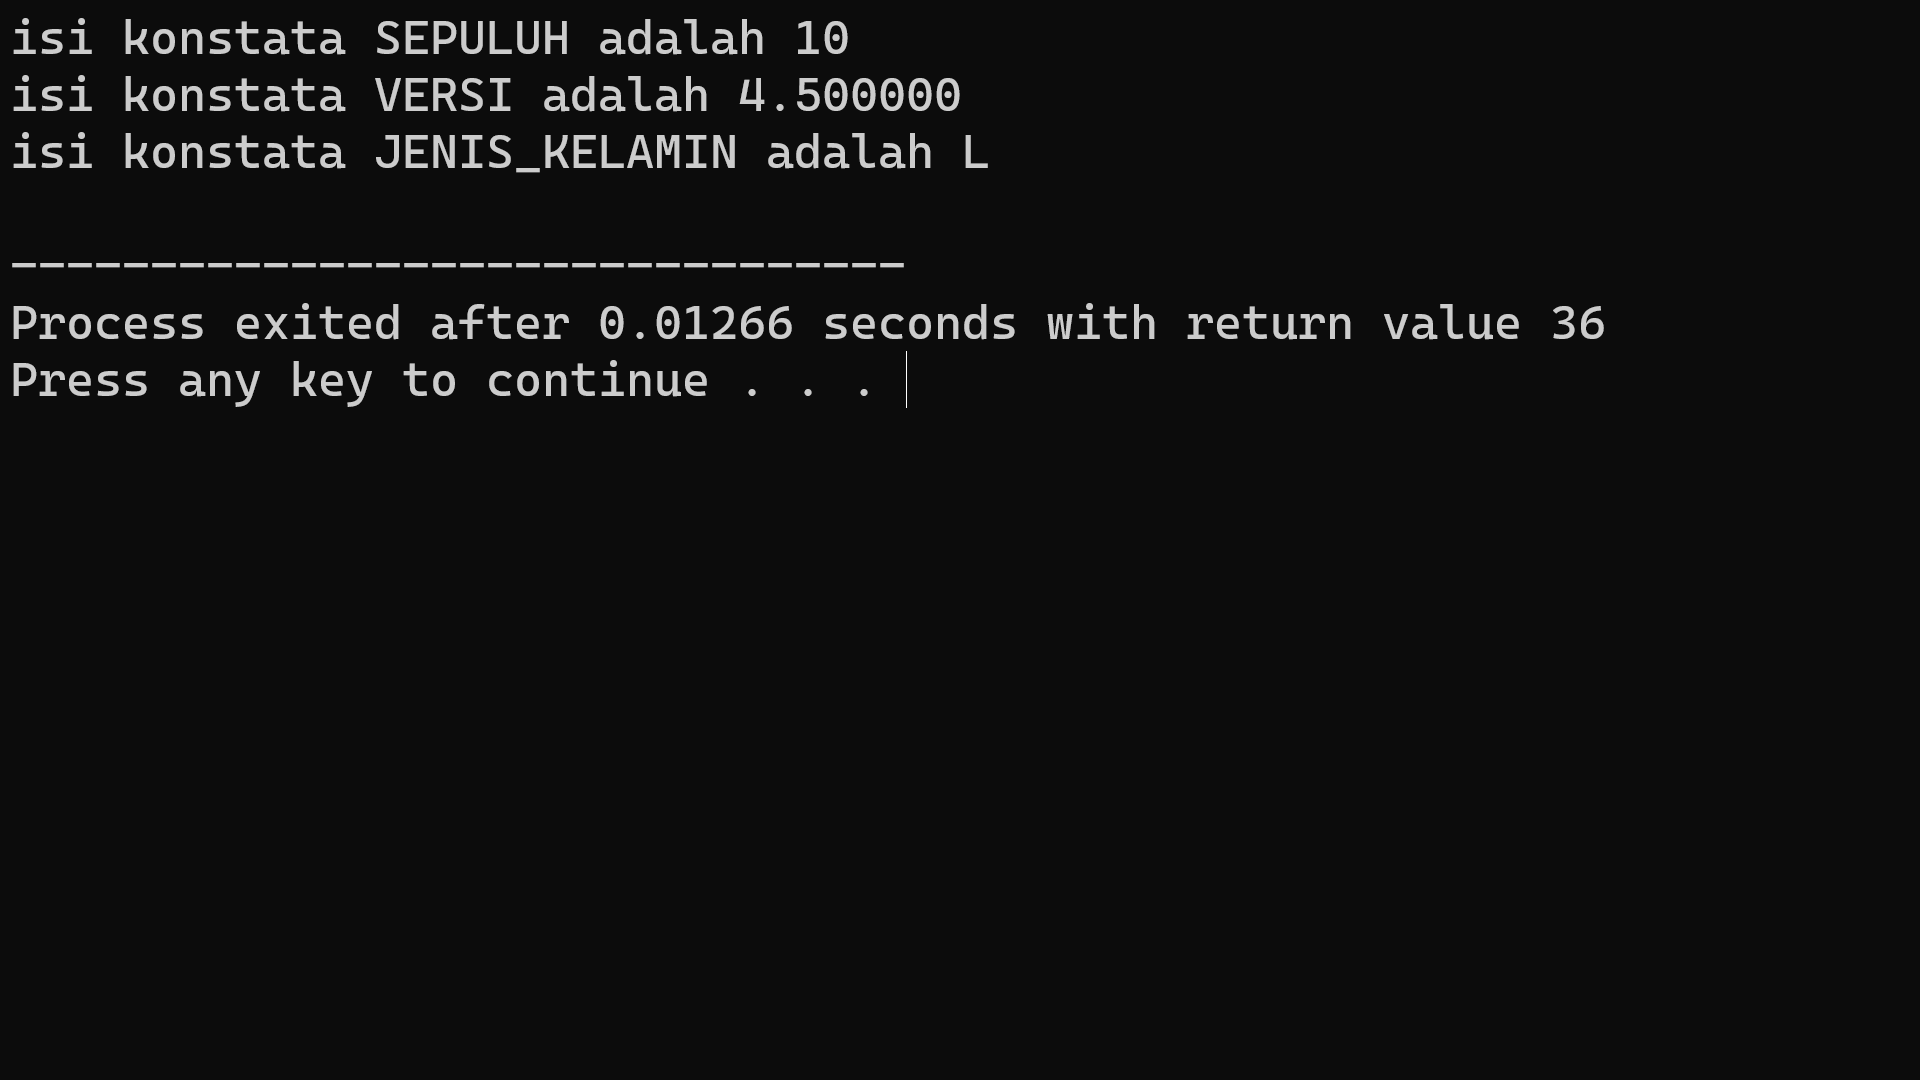 isi konstata SEPULUH adalah 10
isi konstata VERSI adalah 4.500000
isi konstata JENIS_KELAMIN adalah L
--------------------------------
Process exited after 0.01266 seconds with return value 36
Press any key to continue . . .